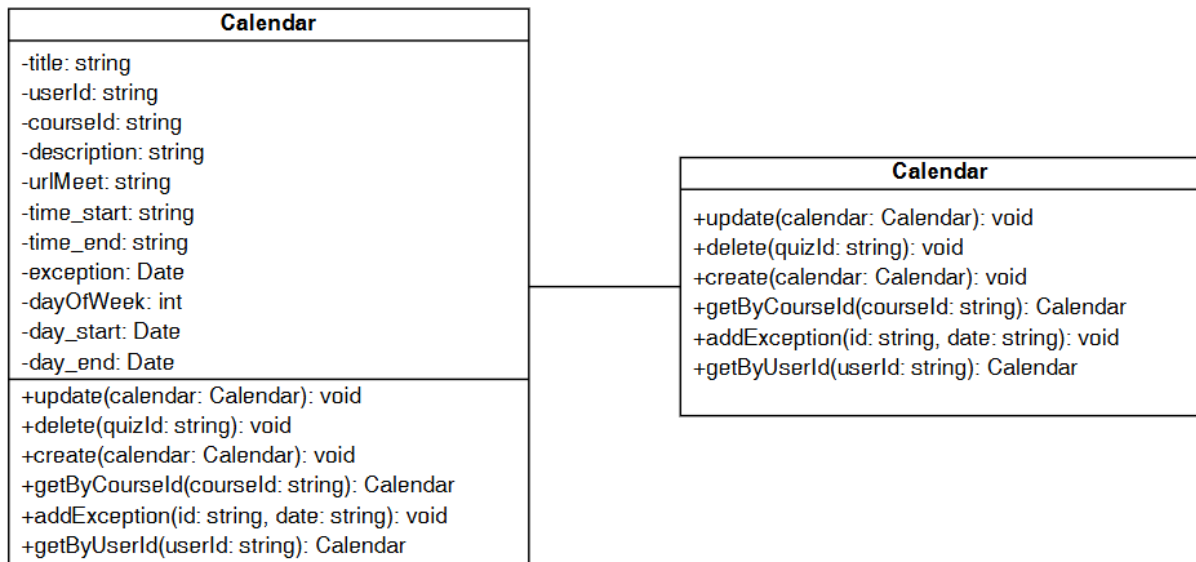 Calendar
-title: string
-userId: string
-courseId: string
-description: string
-urlMeet: string
-time_start: string
-time_end: string
-exception: Date
-dayOfWeek: int
-day_start: Date
-day_end: Date
+update(calendar: Calendar): void
+delete(quizId: string): void
+create(calendar: Calendar): void
+getByCourseId(courseId: string): Calendar
+addException(id: string, date: string): void
+getByUserId(userId: string): Calendar
Calendar
+update(calendar: Calendar): void
+delete(quizId: string): void
+create(calendar: Calendar): void
+getByCourseId(courseId: string): Calendar
+addException(id: string, date: string): void
+getByUserId(userId: string): Calendar